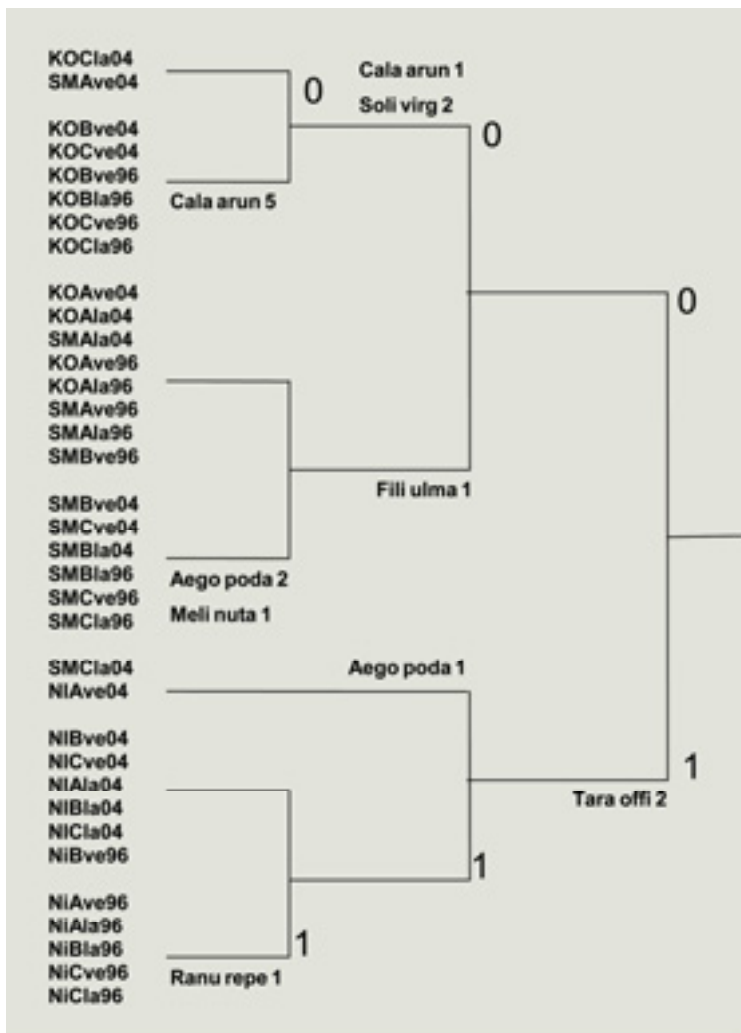 KOCla04
SMAve04
KOBve04
KOCve04
KOBve96
KOBla96
KOCve96
KOCla96
KOAve04
KOAla04
SMAla04
KOAve96
KOAla96
SMAve96
SMAla96
SMBve96
SMBve04
SMCve04
SMBla04
SMBla96
SMCve96
SMCla96
SMCla04
NIAve04
NIBve04
NICve04
NIAla04
NIBla04
NICla04
NiBve96
NiAve96
NiAla96
NiBla96
NiCve96
NiCla96
0
Cala arun 1
Soli virg 2
0
Cala arun 5
0
Fili ulma 1
Aego poda 2
Meli nuta 1
Aego poda 1
1
Tara offi 2
1
1
Ranu repe 1